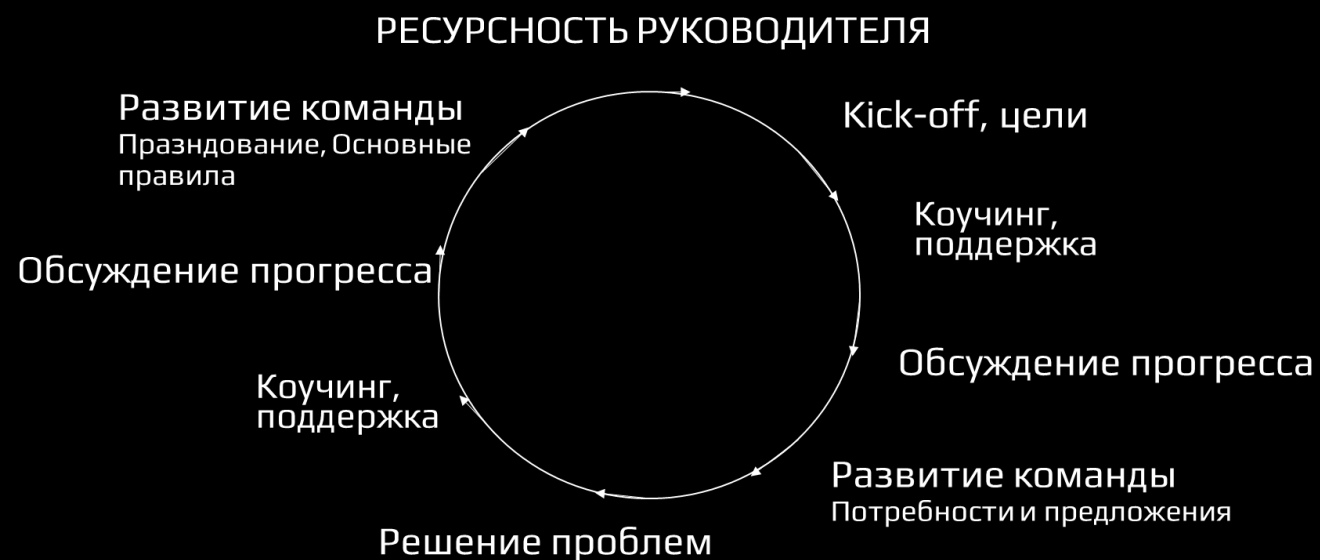 РЕСУРСНОСТЬ РУКОВОДИТЕЛЯ
Kick-off, цели
Коучинг,
поддержка
Обсуждение прогресса
Развитие команды
Потребности и предложения
Решение проблем
Коучинг,
поддержка
Обсуждение прогресса
Развитие команды
Празндование, Основные
правила